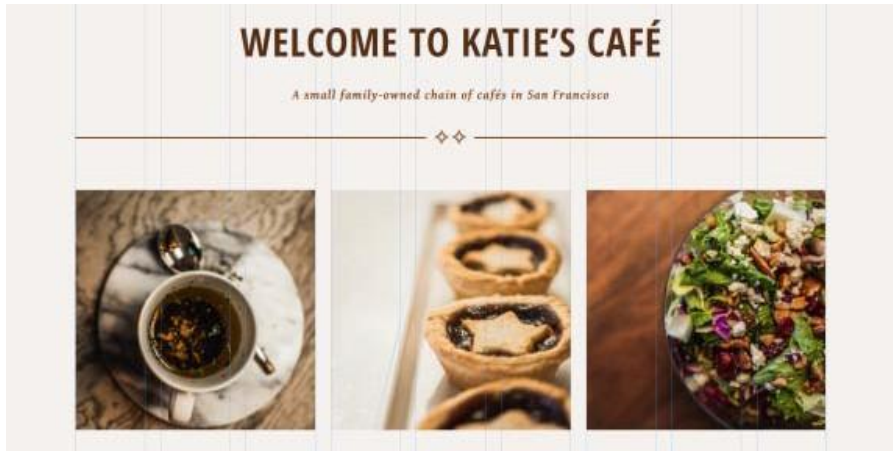 WELCOME TO KATIE’S CAFÉ
A small family-owned chain of cafés in San Francisco